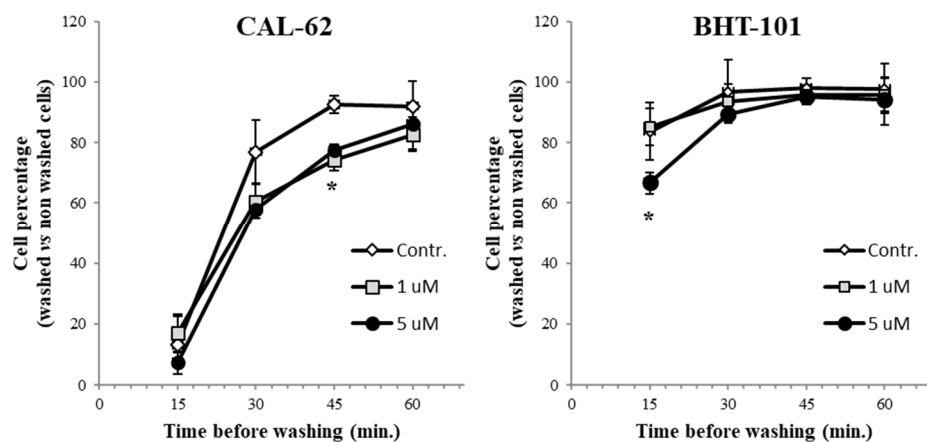 CAL-62
Cell percentage
(washed vs non washed cells)
120
100
80
60
40
20
0
*
Contr.
1 uM
5 uM
0 15 30 45 60
Time before washing (min.)
BHT-101
Cell percentage
(washed vs non washed cells)
120
100
80
60
40
20
0
*
Contr.
1 uM
5 uM
0 15 30 45 60
Time before washing (min.)